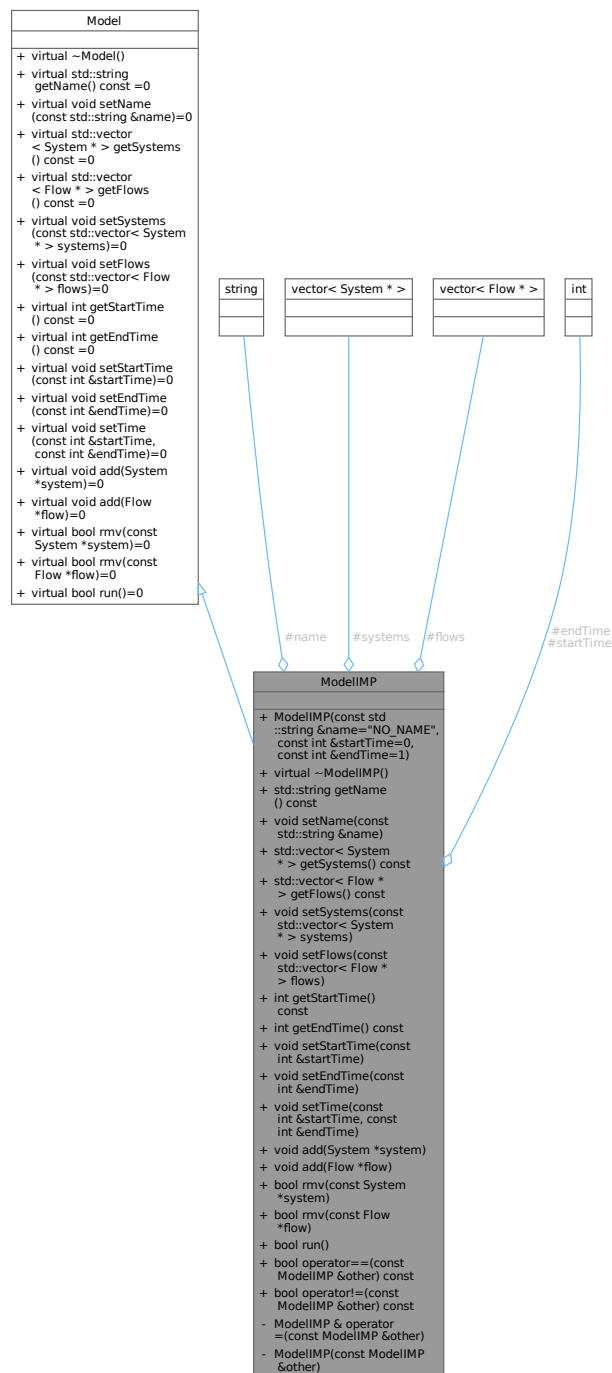 Model
+ virtual ~Model()
+ virtual std::string
getName() const =0
+ virtual void setName
(const std::string &name)=0
+ virtual std::vector
< System * > getSystems
() const =0
+ virtual std::vector
< Flow * > getFlows
() const =0
+ virtual void setSystems
(const std::vector< System
* > systems)=0
+ virtual void setFlows
(const std::vector< Flow
* > flows)=0
+ virtual int getStartTime
() const =0
+ virtual int getEndTime
() const =0
+ virtual void setStartTime
(const int &startTime)=0
+ virtual void setEndTime
(const int &endTime)=0
+ virtual void setTime
(const int &startTime,
const int &endTime)=0
+ virtual void add(System
*system)=0
+ virtual void add(Flow
*flow)=0
+ virtual bool rmv(const
System *system)=0
+ virtual bool rmv(const
Flow *flow)=0
+ virtual bool run()=0
string
vector< System * >
vector< Flow * >
int
#name
#systems
#flows
#endTime
#startTime
ModelIMP
+ ModelIMP(const std
::string &name="NO_NAME",
const int &startTime=0,
const int &endTime=1)
+ virtual ~ModelIMP()
+ std::string getName
() const
+ void setName(const
std::string &name)
+ std::vector< System
* > getSystems() const
+ std::vector< Flow *
> getFlows() const
+ void setSystems(const
std::vector< System
* > systems)
+ void setFlows(const
std::vector< Flow *
> flows)
+ int getStartTime()
const
+ int getEndTime() const
+ void setStartTime(const
int &startTime)
+ void setEndTime(const
int &endTime)
+ void setTime(const
int &startTime, const
int &endTime)
+ void add(System *system)
+ void add(Flow *flow)
+ bool rmv(const System
*system)
+ bool rmv(const Flow
*flow)
+ bool run()
+ bool operator==(const
ModelIMP &other) const
+ bool operator!=(const
ModelIMP &other) const
- ModelIMP & operator
=(const ModelIMP &other)
- ModelIMP(const ModelIMP
&other)